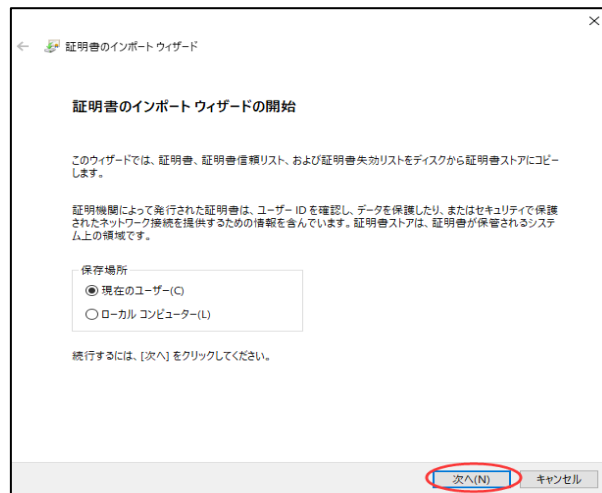 証明書のインポート ウィザード
証明書のインポート ウィザードの開始
このウィザードでは、証明書、証明書信頼リスト、および証明書失効リストをディスクから証明書ストアにコピー
します。
証明機関によって発行された証明書は、ユーザー ID を確認し、データを保護したり、またはセキュリティで保護
されたネットワーク接続を提供するための情報を含んでいます。証明書ストアは、証明書が保管されるシステ
ム上の領域です。
保存場所
現在のユーザー(C)
ローカル コンピューター(L)
続行するには、[次へ] をクリックしてください。
次へ(N)
キャンセル